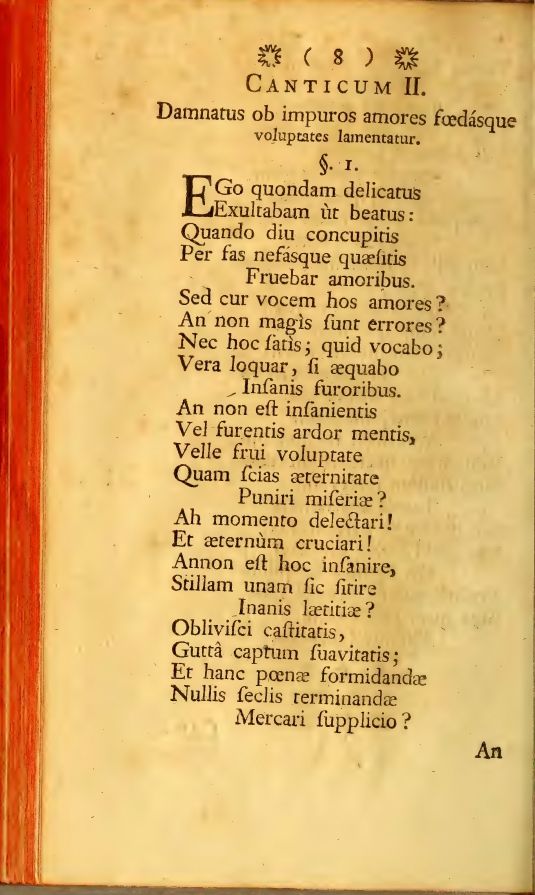 ( 8 )
CANTICUM II.
Damnatus ob impuros amores fœdásque
voluptates lamentatur.
§. 1.
EGo quondam delicatus
Exultabam ùt beatus:
Quando diu concupitis
Per fas nefásque quæſitis
Fruebar amoribus.
Sed cur vocem hos amores?
An non magìs ſunt errores?
Nec hoc ſatìs; quid vocabo;
Vera loquar, ſi æquabo
Inſanis furoribus.
An non eſt inſanientis
Vel furentis ardor mentis,
Velle frui voluptate
Quam ſcias æternitate
Puniri miſeriæ?
Ah momento delectari!
Et æternùm cruciari!
Annon eſt hoc inſanire,
Stillam unam ſic ſitire
Inanis lætitiæ?
Obliviſci caſtitatis,
Guttâ captum ſuavitatis;
Et hanc pœnæ formidandæ
Nullis ſeclis terminandæ
Mercari ſupplicio?
An